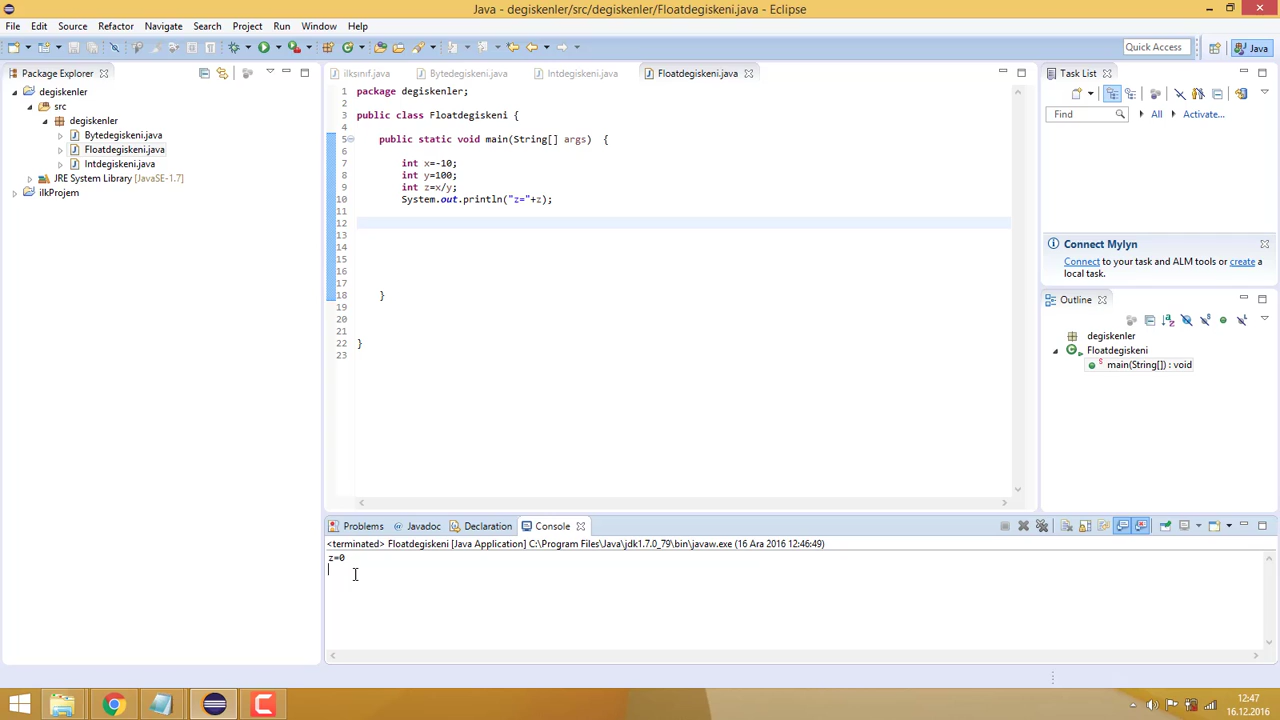 Java - degiskenler/src/degiskenler/Floatdegiskeni.java - Eclipse
File Edit Source Refactor Navigate Search Project Run Window Help
Quick Access
Java
Package Explorer
degiskenler
src
degiskenler
Bytedegiskeni.java
Floatdegiskeni.java
Intdegiskeni.java
JRE System Library [JavaSE-1.7]
ilkProjem
ilksınıf.java Bytedegiskeni.java Intdegiskeni.java Floatdegiskeni.java
1 package degiskenler;
2
3 public class Floatdegiskeni {
4
5 public static void main(String[] args) {
6
7 int x=-10;
8 int y=100;
9 int z=x/y;
10 System.out.println("z="+z);
11
12
13
14
15
16
17
18 }
19
20
21
22 }
23
Task List
Find All Activate...
Connect Mylyn
Connect to your task and ALM tools or create a
local task.
Outline
degiskenler
Floatdegiskeni
main(String[]) : void
Problems Javadoc Declaration Console
<terminated> Floatdegiskeni [Java Application] C:\Program Files\Java\jdk1.7.0_79\bin\javaw.exe (16 Ara 2016 12:46:49)
z=0
12:47
16.12.2016